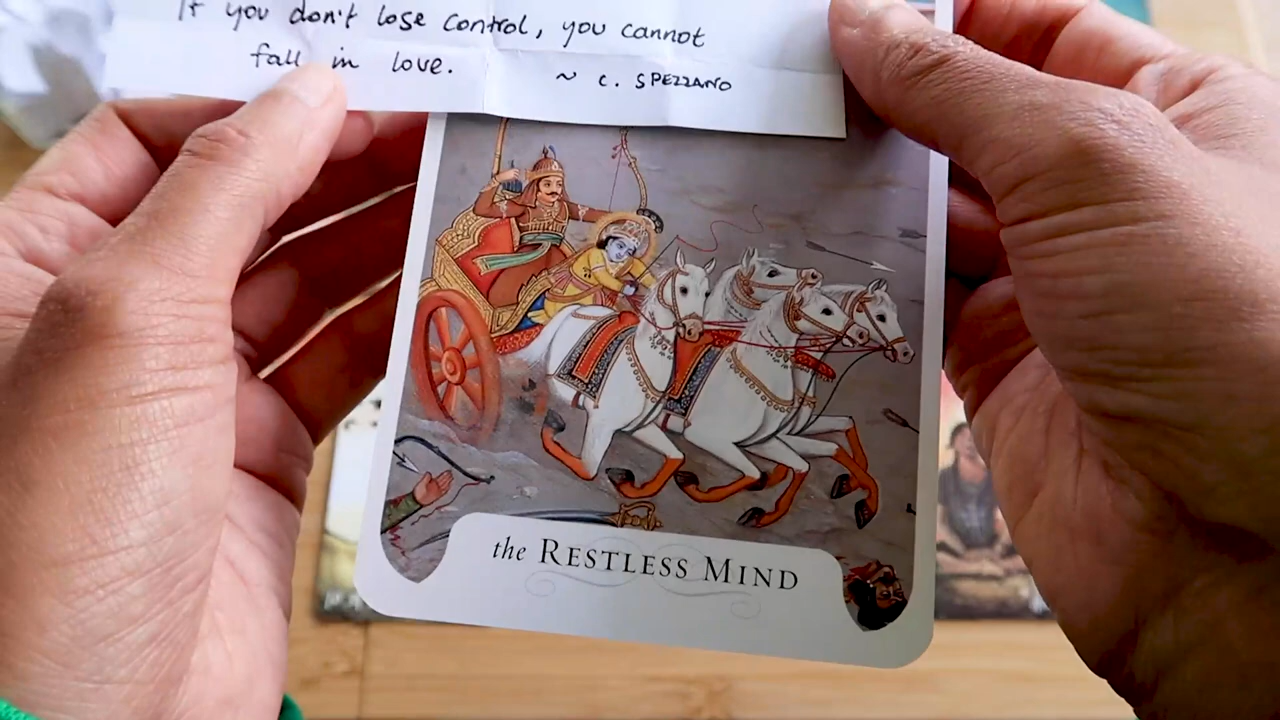 If you don't lose control, you cannot
fall in love.
~ C. SPEZZANO
the RESTLESS MIND